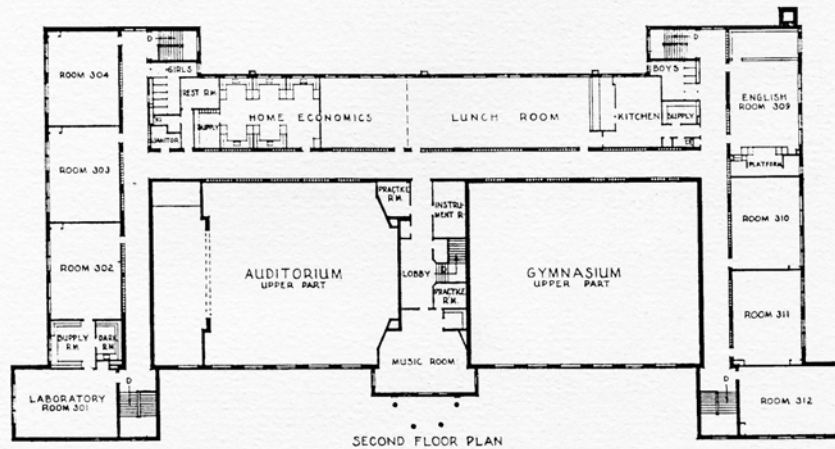 D
D
ROOM 304
GIRLS
REST RM.
BOYS
ENGLISH
ROOM 309
HOME ECONOMICS
LUNCH ROOM
KITCHEN
SUPPLY
SUPPLY
JANITOR
ROOM 303
PLATFORM
PRACTICE
RM.
INSTRU-
MENT R.
ROOM 310
ROOM 302
AUDITORIUM
UPPER PART
LOBBY
D
GYMNASIUM
UPPER PART
PRACTICE
RM.
ROOM 311
SUPPLY
RM.
DARK
RM.
MUSIC ROOM
D
D
LABORATORY
ROOM 301
ROOM 312
SECOND FLOOR PLAN